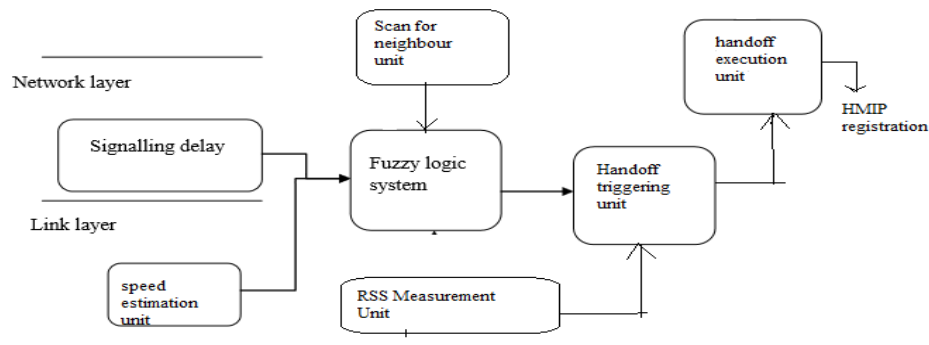 Scan for
neighbour
unit
handoff
execution
unit
Network layer
HMIP
registration
Signalling delay
Fuzzy logic
system
Handoff
triggering
unit
Link layer
speed
estimation
unit
RSS Measurement
Unit